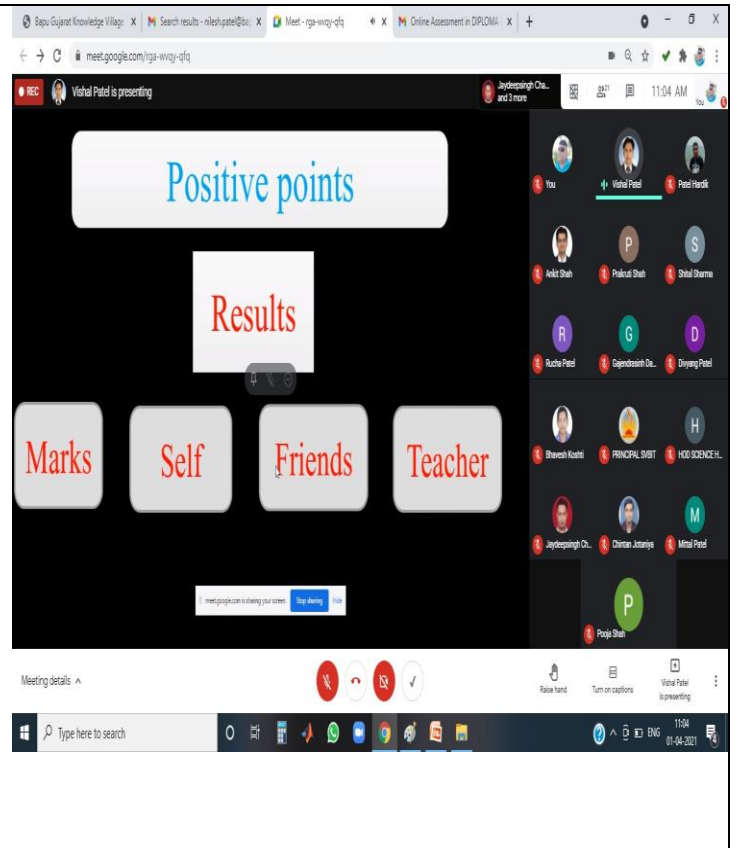 Bapu Gujarat Knowledge Village
Search results - nilesh.patel@ba
Meet - rga-wvqy-qfq
Online Assessment in DIPLOMA
meet.google.com/rga-wvqy-qfq
REC
Vishal Patel is presenting
Jaydeepsingh Cha...
and 3 more
21
11:04 AM
You
Positive points
Results
Marks
Self
Friends
Teacher
You
Vishal Patel
Patel Hardik
Ankit Shah
P
Prakruti Shah
S
Shital Sharma
R
Rucha Patel
G
Gajendrasinh Da...
D
Divyang Patel
Bhavesh Koshti
PRINCIPAL SVBIT
H
HOD SCIENCE H...
Jaydeepsingh Ch...
Chintan Jotaniya
M
Mittal Patel
P
Pooja Shah
meet.google.com is sharing your screen.
Stop sharing
Hide
Meeting details
Raise hand
Turn on captions
Vishal Patel
is presenting
Type here to search
ENG
11:04
01-04-2021